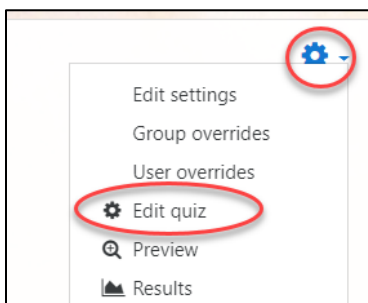 Edit settings
Group overrides
User overrides
Edit quiz
Preview
Results